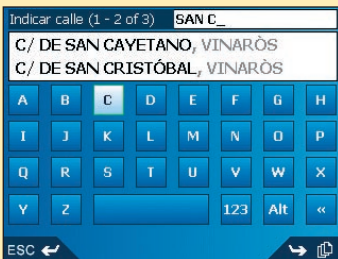 Indicar calle (1 - 2 of 3) SAN C_
C/ DE SAN CAYETANO, VINARÒS
C/ DE SAN CRISTÓBAL, VINARÒS
A B C D E F G H
I J K L M N O P
Q R S T U V W X
Y Z 123 Alt «
ESC